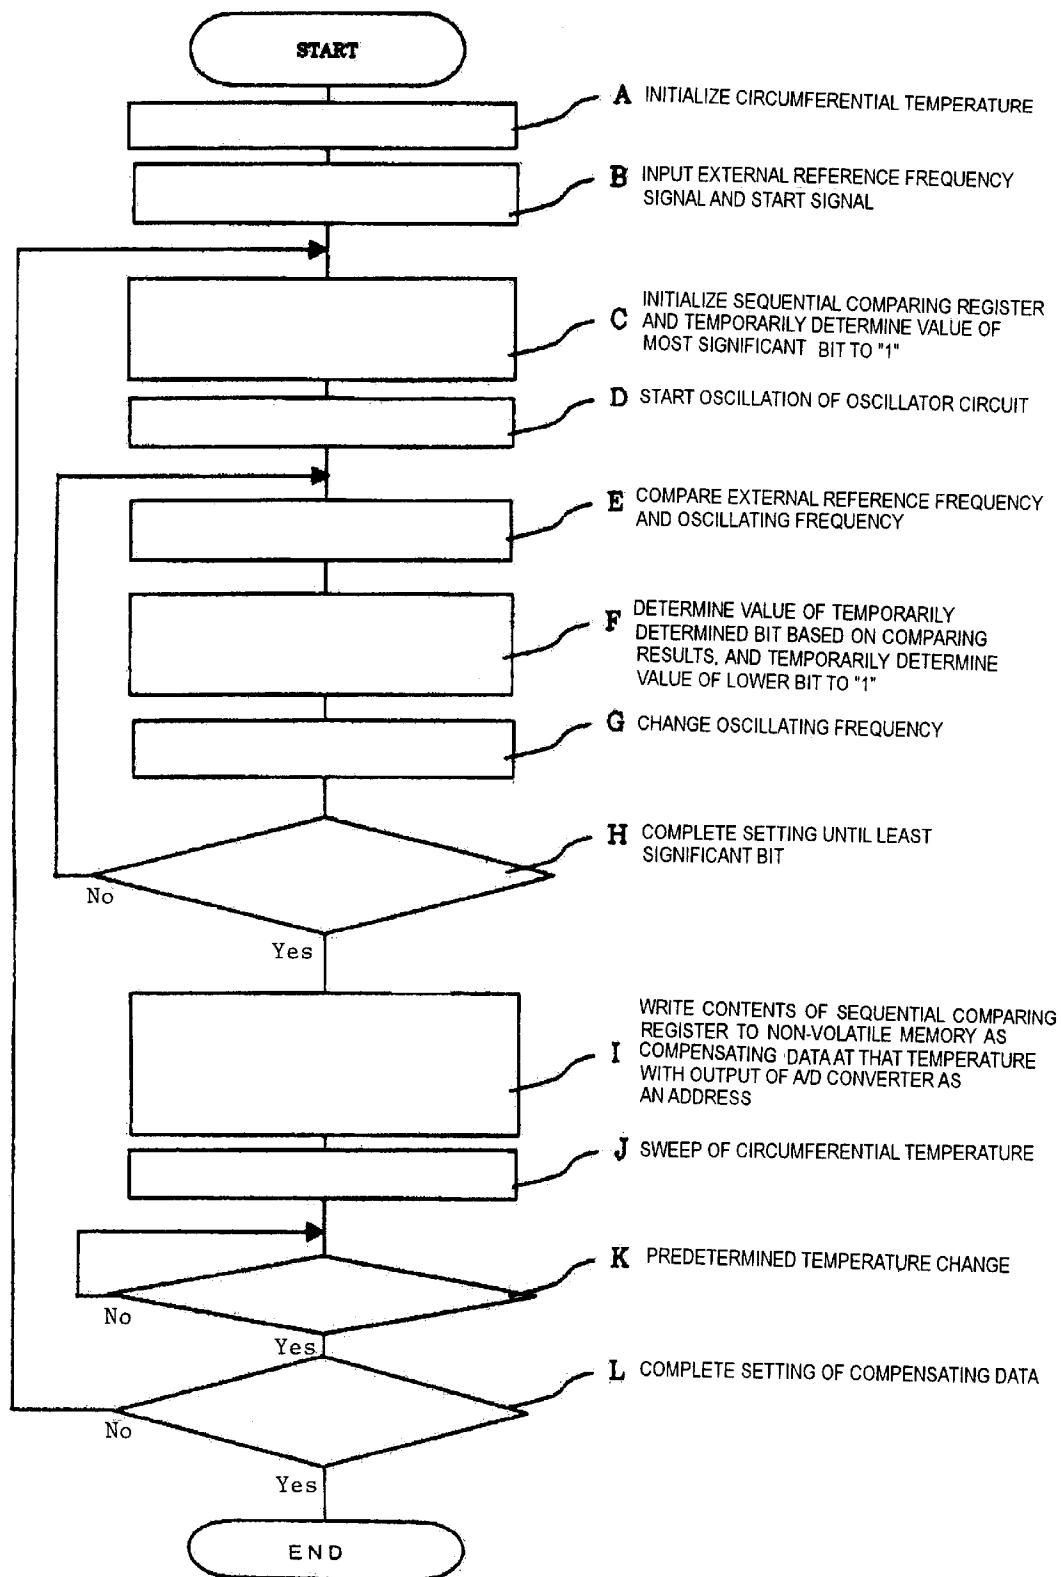 START
A INITIALIZE CIRCUMFERENTIAL TEMPERATURE
B INPUT EXTERNAL REFERENCE FREQUENCY
SIGNAL AND START SIGNAL
C INITIALIZE SEQUENTIAL COMPARING REGISTER
AND TEMPORARILY DETERMINE VALUE OF
MOST SIGNIFICANT BIT TO "1"
D START OSCILLATION OF OSCILLATOR CIRCUIT
E COMPARE EXTERNAL REFERENCE FREQUENCY
AND OSCILLATING FREQUENCY
F DETERMINE VALUE OF TEMPORARILY
DETERMINED BIT BASED ON COMPARING
RESULTS, AND TEMPORARILY DETERMINE
VALUE OF LOWER BIT TO "1"
G CHANGE OSCILLATING FREQUENCY
H COMPLETE SETTING UNTIL LEAST
SIGNIFICANT BIT
No
Yes
WRITE CONTENTS OF SEQUENTIAL COMPARING
REGISTER TO NON-VOLATILE MEMORY AS
I COMPENSATING DATA AT THAT TEMPERATURE
WITH OUTPUT OF A/D CONVERTER AS
AN ADDRESS
J SWEEP OF CIRCUMFERENTIAL TEMPERATURE
K PREDETERMINED TEMPERATURE CHANGE
No
Yes
L COMPLETE SETTING OF COMPENSATING DATA
No
Yes
END